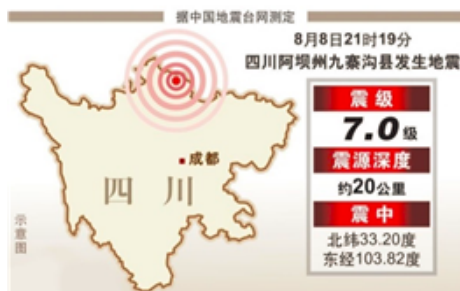 据中国地震台网测定
8月8日21时19分
四川阿坝州九寨沟县发生地震
震级
7.0级
震源深度
约20公里
震中
北纬33.20度
东经103.82度
成都
四川
示意图